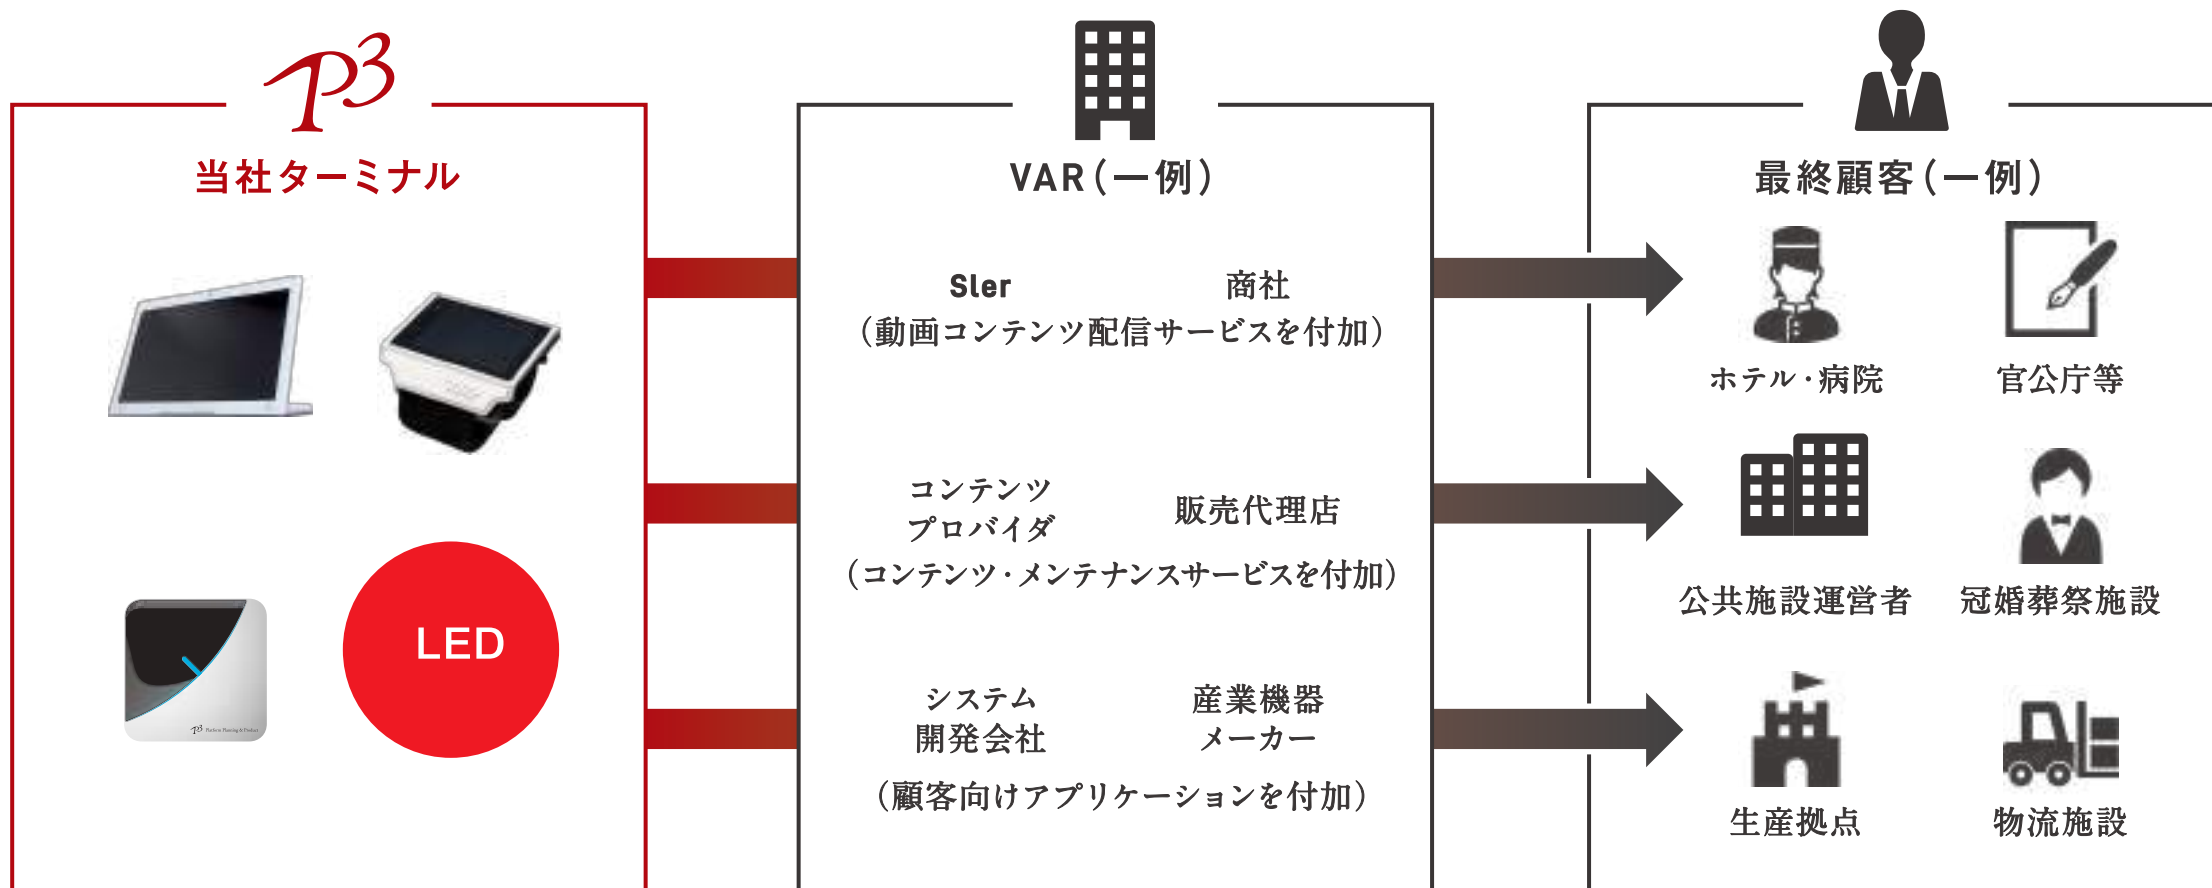 P3
当社ターミナル
LED
P3 Platform Planning & Product
VAR(一例)
SIer
商社
(動画コンテンツ配信サービスを付加)
コンテンツ
プロバイダ
販売代理店
(コンテンツ・メンテナンスサービスを付加)
システム
開発会社
産業機器
メーカー
(顧客向けアプリケーションを付加)
最終顧客(一例)
ホテル・病院
官公庁等
公共施設運営者
冠婚葬祭施設
生産拠点
物流施設